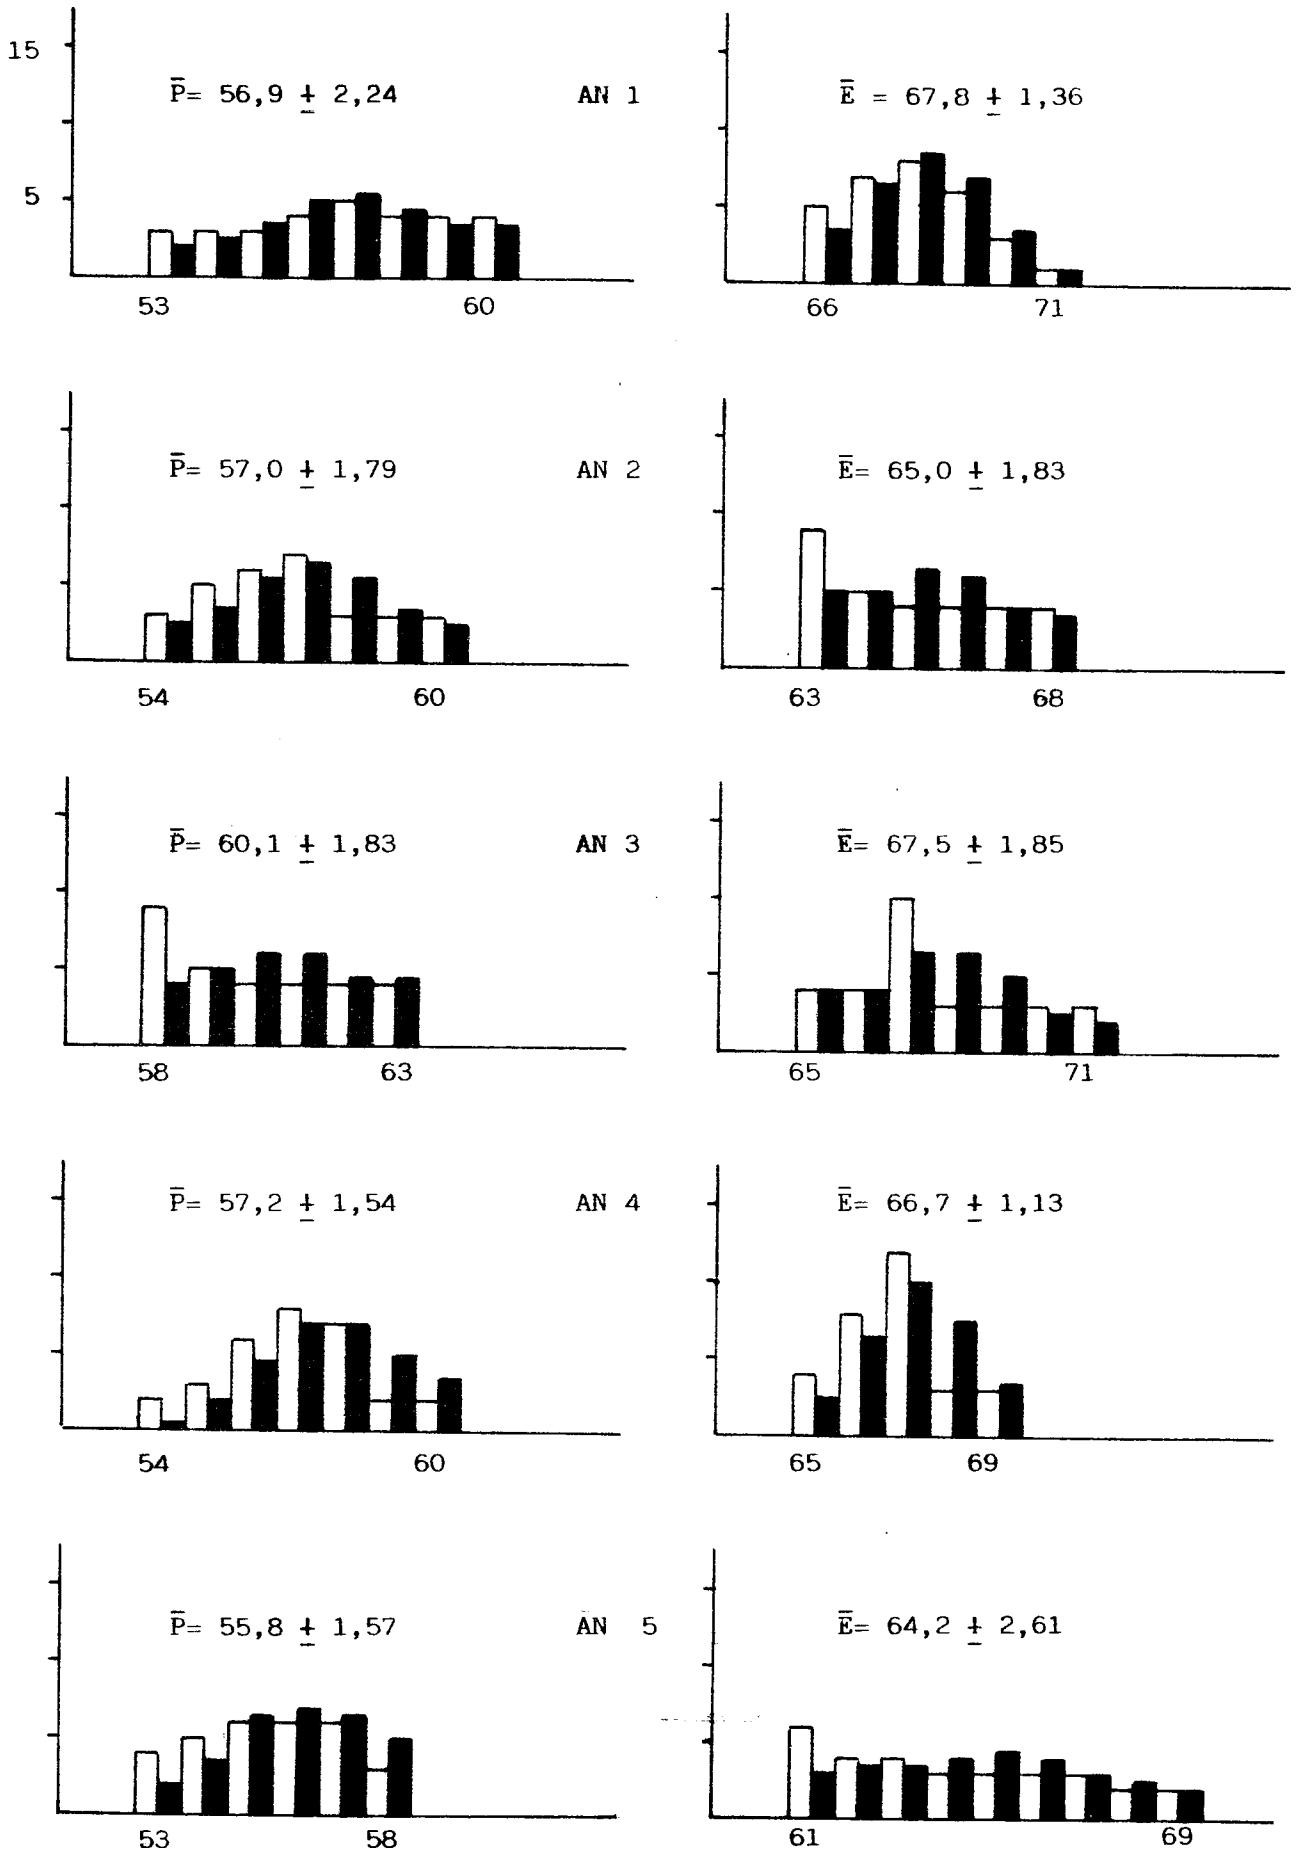 15
P̄= 56,9 ± 2,24 AN 1 Ē = 67,8 ± 1,36
5
53 60 66 71
P̄= 57,0 ± 1,79 AN 2 Ē= 65,0 ± 1,83
54 60 63 68
P̄= 60,1 ± 1,83 AN 3 Ē= 67,5 ± 1,85
58 63 65 71
P̄= 57,2 ± 1,54 AN 4 Ē= 66,7 ± 1,13
54 60 65 69
P̄= 55,8 ± 1,57 AN 5 Ē= 64,2 ± 2,61
53 58 61 69